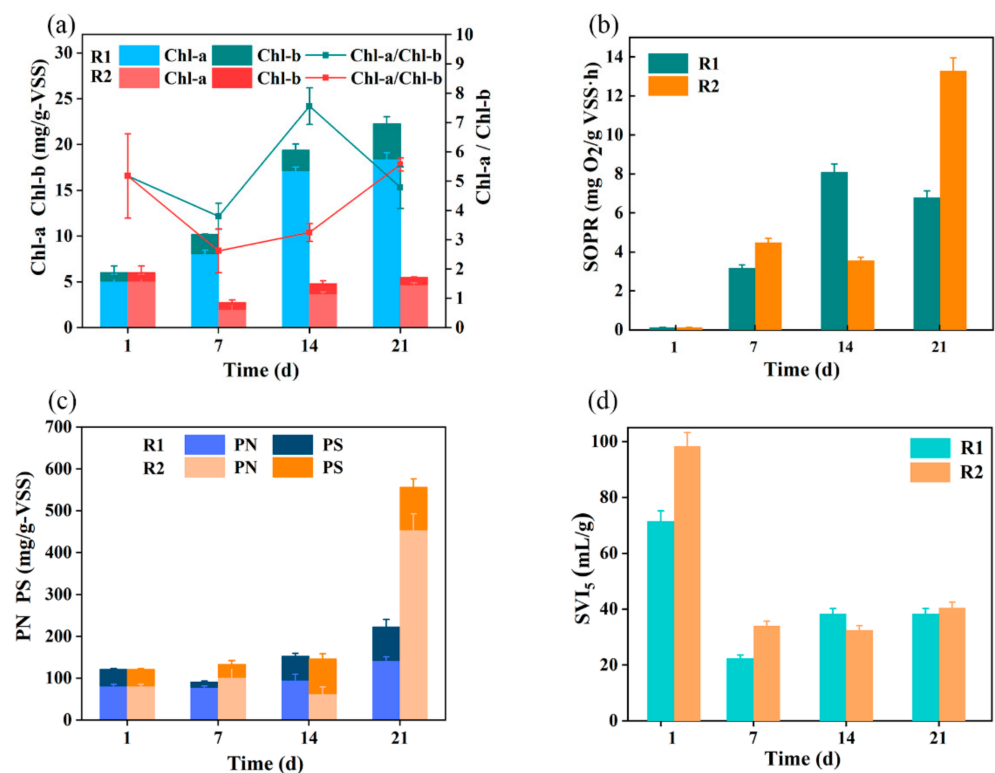 (a)
30
25
20
15
10
5
0
Chl-a Chl-b (mg/g-VSS)
R1 Chl-a Chl-b Chl-a/Chl-b
R2 Chl-a Chl-b Chl-a/Chl-b
10
9
8
7
6
5
4
3
2
1
0
Chl-a / Chl-b
1 7 14 21
Time (d)
(b)
14
12
10
8
6
4
2
0
SOPR (mg O2/g VSS·h)
R1
R2
1 7 14 21
Time (d)
(c)
700
600
500
400
300
200
100
0
PN PS (mg/g-VSS)
R1 PN PS
R2 PN PS
1 7 14 21
Time (d)
(d)
100
80
60
40
20
0
SVI5 (mL/g)
R1
R2
1 7 14 21
Time (d)